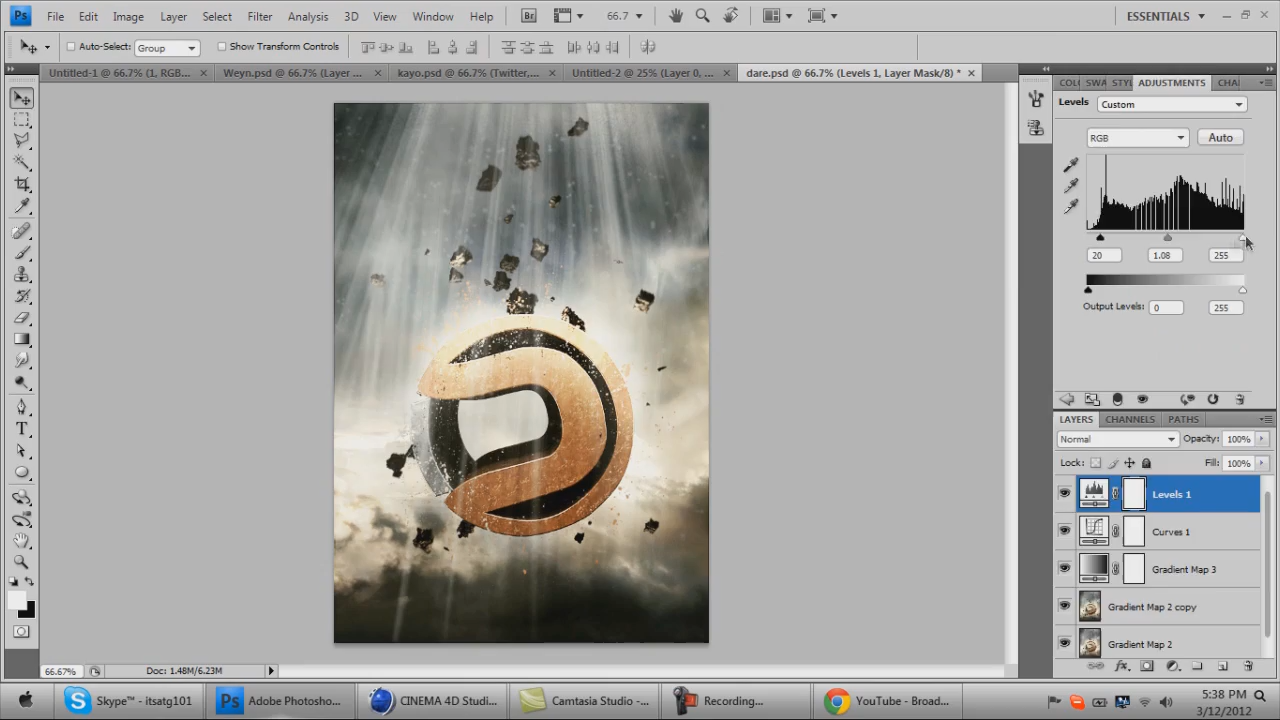 Ps File Edit Image Layer Select Filter Analysis 3D View Window Help Br 66.7 ESSENTIALS
Auto-Select: Group Show Transform Controls
Untitled-1 @ 66.7% (1, RGB... × Weyn.psd @ 66.7% (Layer ... × kayo.psd @ 66.7% (Twitter, ... × Untitled-2 @ 25% (Layer 0, ... × dare.psd @ 66.7% (Levels 1, Layer Mask/8) * ×
COL SWA STYL ADJUSTMENTS CHA
Levels Custom
RGB Auto
20 1.08 255
Output Levels: 0 255
LAYERS CHANNELS PATHS
Normal Opacity: 100%
Lock: Fill: 100%
Levels 1
Curves 1
Gradient Map 3
Gradient Map 2 copy
Gradient Map 2
T
66.67% Doc: 1.48M/6.23M
Skype™ - itsatg101 Ps Adobe Photosho... CINEMA 4D Studi... Camtasia Studio -... Recording... YouTube - Broad...
5:38 PM
3/12/2012